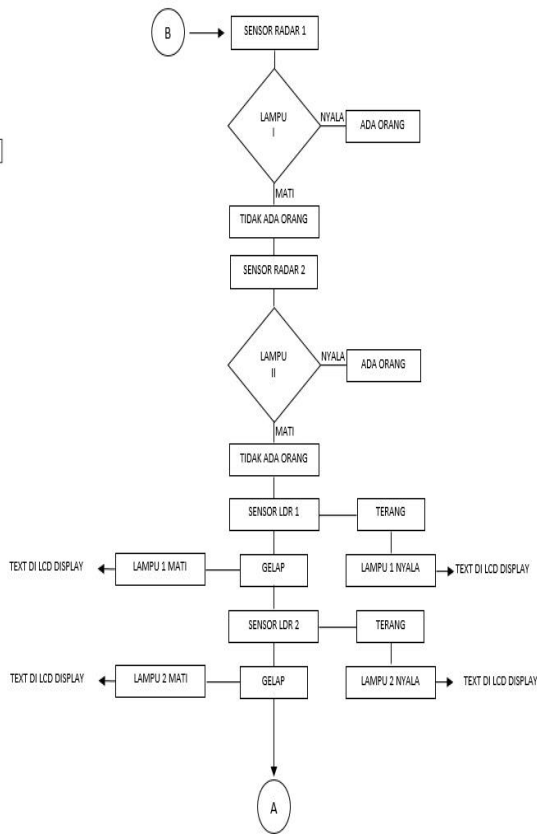 B
SENSOR RADAR 1
LAMPU
I
NYALA
ADA ORANG
MATI
TIDAK ADA ORANG
SENSOR RADAR 2
LAMPU
II
NYALA
ADA ORANG
MATI
TIDAK ADA ORANG
SENSOR LDR 1
TERANG
TEXT DI LCD DISPLAY
LAMPU 1 MATI
GELAP
LAMPU 1 NYALA
TEXT DI LCD DISPLAY
SENSOR LDR 2
TERANG
TEXT DI LCD DISPLAY
LAMPU 2 MATI
GELAP
LAMPU 2 NYALA
TEXT DI LCD DISPLAY
A